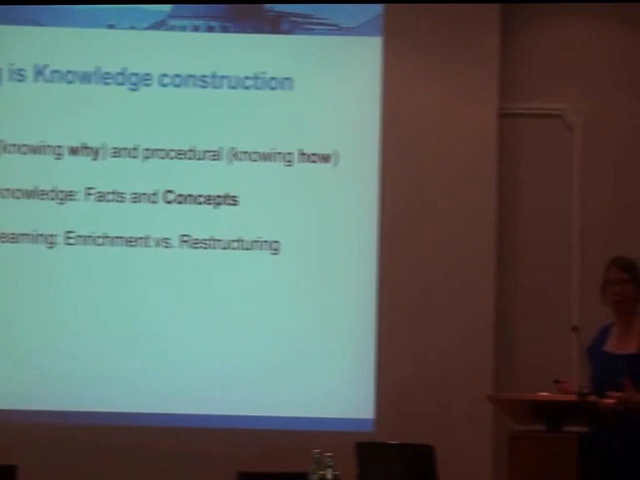 is Knowledge construction
(knowing why) and procedural (knowing how)
knowledge: Facts and Concepts
earning: Enrichment vs. Restructuring